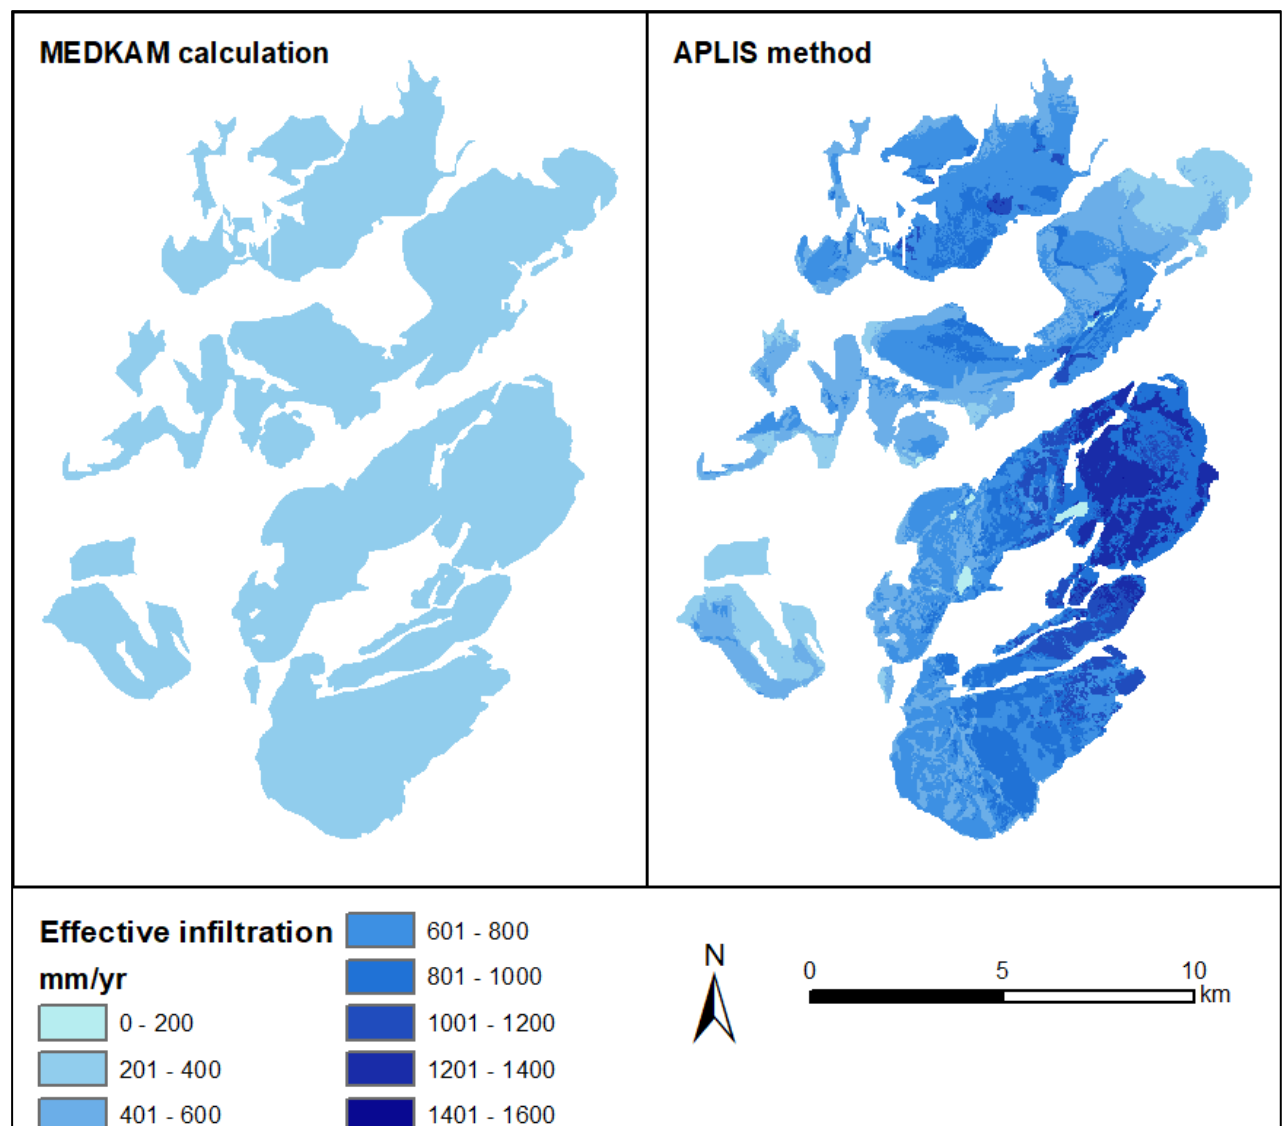 MEDKAM calculation
APLIS method
Effective infiltration
mm/yr
0 - 200
201 - 400
401 - 600
601 - 800
801 - 1000
1001 - 1200
1201 - 1400
1401 - 1600
N
0 5 10
km